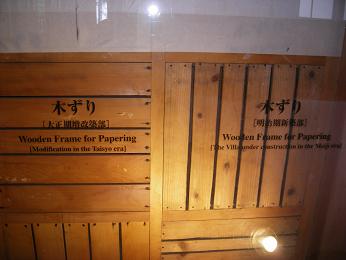 木ずり
[大正期増改築部]
Wooden Frame for Papering
[Modification in the Taisyo era]
木ずり
[明治期新築部]
Wooden Frame for Papering
[The Villa under construction in the Meiji era]